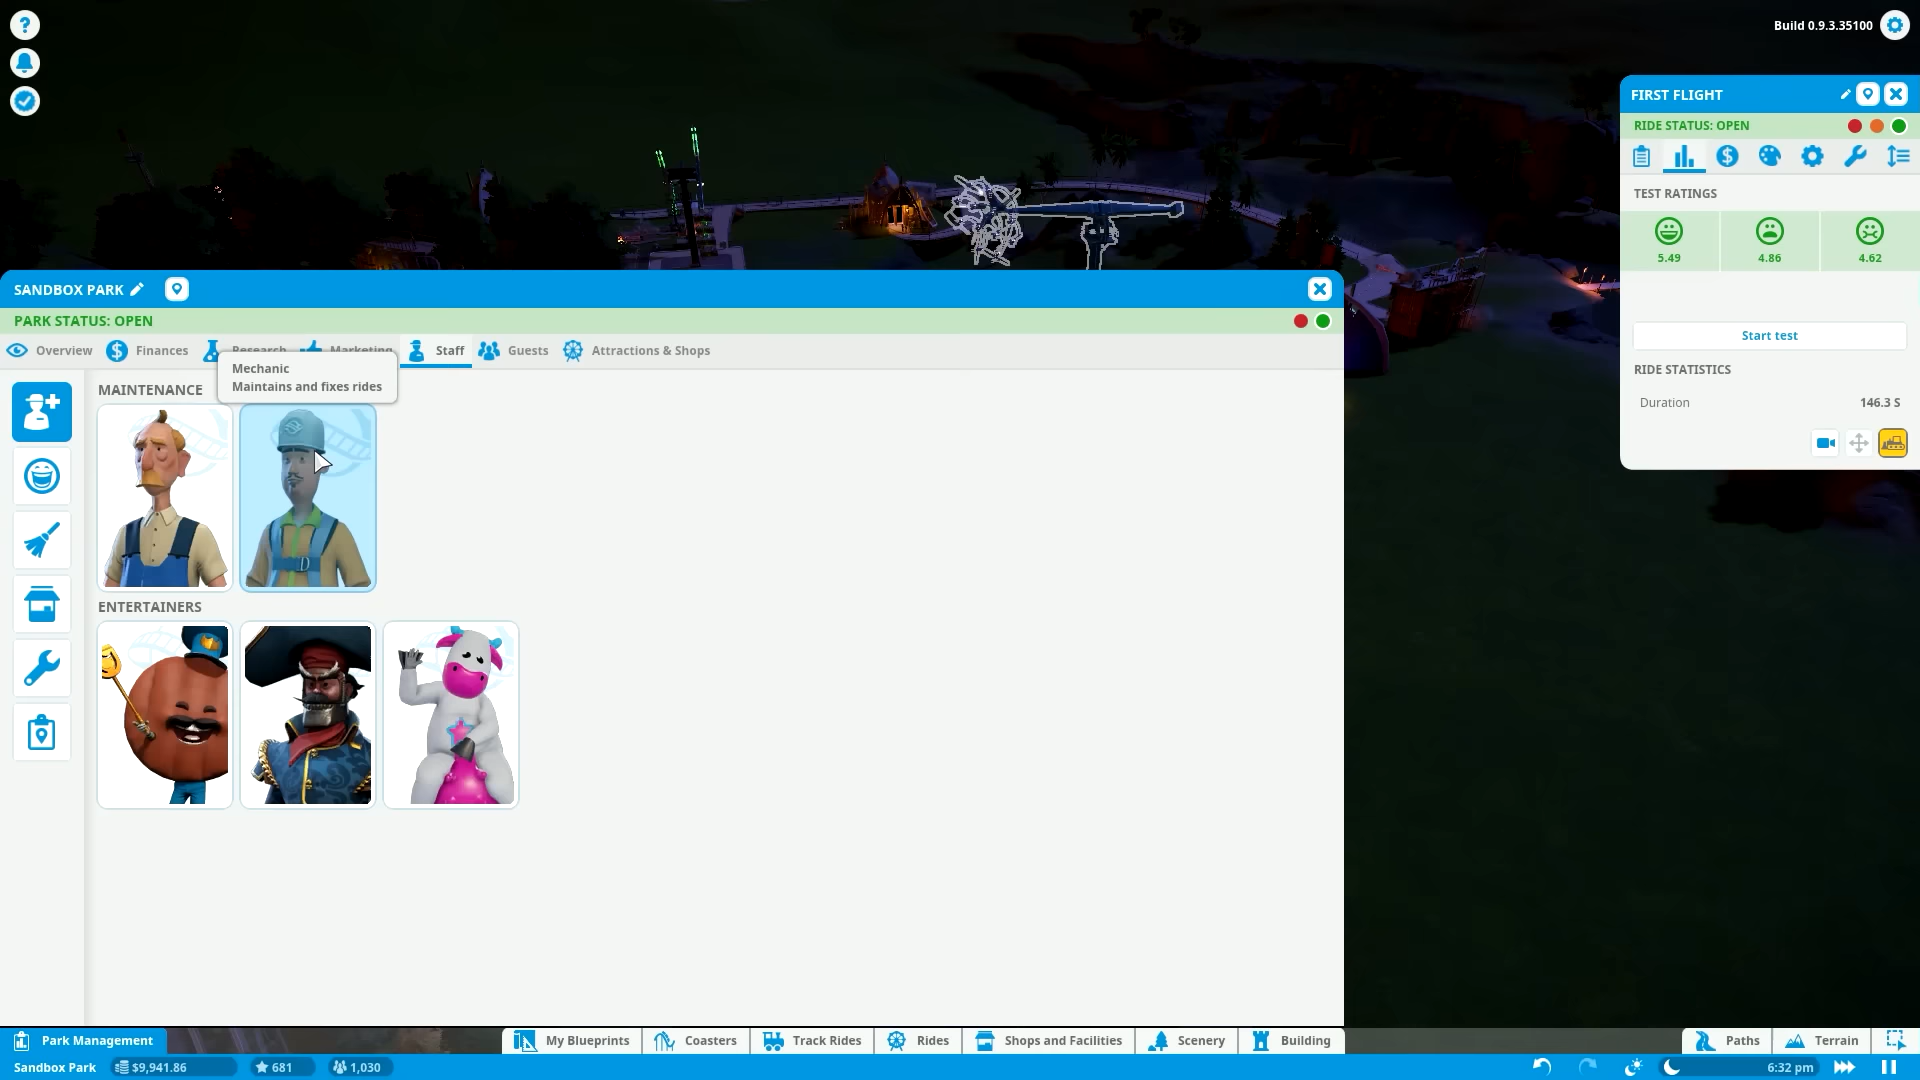 Build 0.9.3.35100
FIRST FLIGHT
RIDE STATUS: OPEN
TEST RATINGS
5.49 4.86 4.62
Start test
RIDE STATISTICS
Duration 146.3 S
SANDBOX PARK
PARK STATUS: OPEN
Overview Finances Research Marketing Staff Guests Attractions & Shops
Mechanic
Maintains and fixes rides
MAINTENANCE
ENTERTAINERS
Park Management My Blueprints Coasters Track Rides Rides Shops and Facilities Scenery Building Paths Terrain
Sandbox Park $9,941.86 681 1,030 6:32 pm